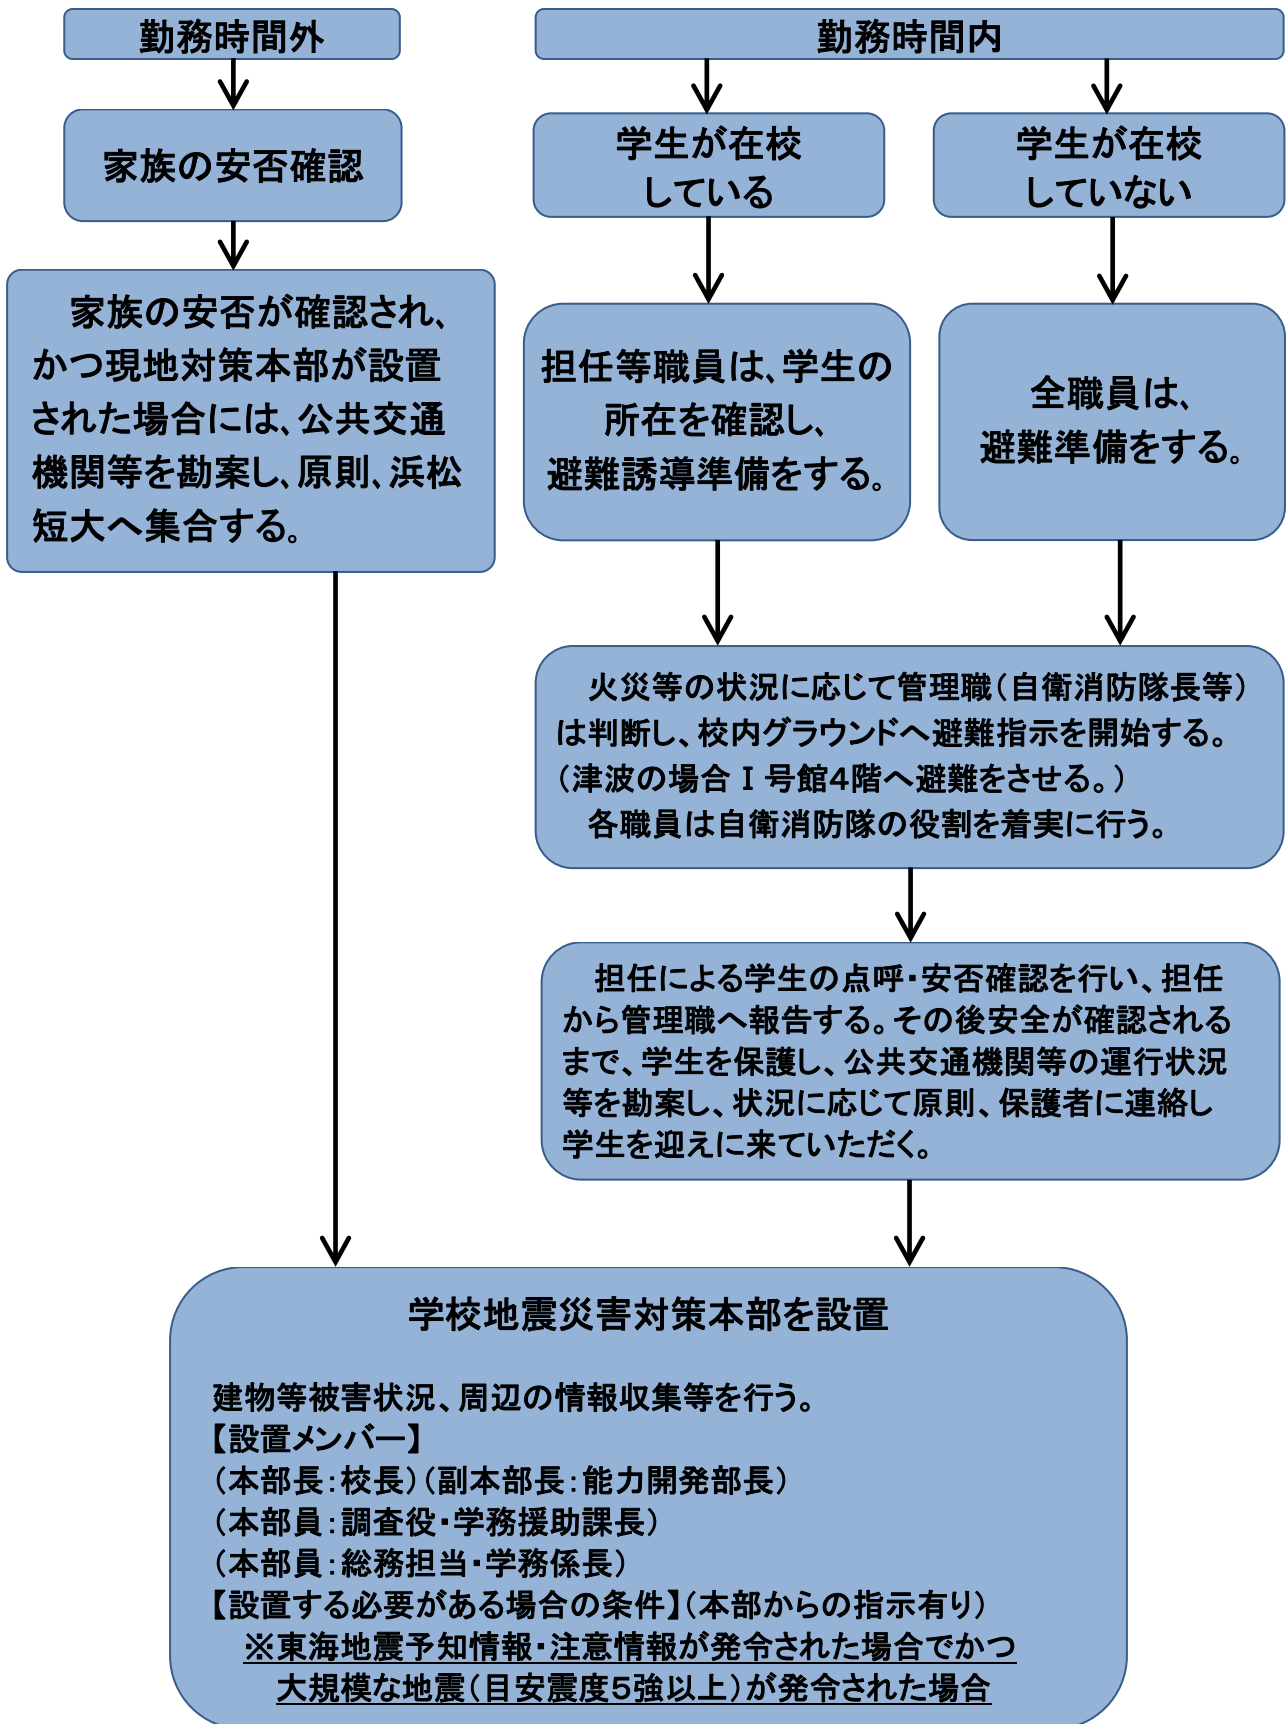 勤務時間外
家族の安否確認
家族の安否が確認され、
かつ現地対策本部が設置
された場合には、公共交通
機関等を勘案し、原則、浜松
短大へ集合する。
勤務時間内
学生が在校
している
学生が在校
していない
担任等職員は、学生の
所在を確認し、
避難誘導準備をする。
全職員は、
避難準備をする。
火災等の状況に応じて管理職(自衛消防隊長等)
は判断し、校内グラウンドへ避難指示を開始する。
(津波の場合Ⅰ号館4階へ避難をさせる。)
各職員は自衛消防隊の役割を着実に行う。
担任による学生の点呼・安否確認を行い、担任
から管理職へ報告する。その後安全が確認される
まで、学生を保護し、公共交通機関等の運行状況
等を勘案し、状況に応じて原則、保護者に連絡し
学生を迎えに来ていただく。
学校地震災害対策本部を設置
建物等被害状況、周辺の情報収集等を行う。
【設置メンバー】
(本部長:校長)(副本部長:能力開発部長)
(本部員:調査役・学務援助課長)
(本部員:総務担当・学務係長)
【設置する必要がある場合の条件】(本部からの指示有り)
※東海地震予知情報・注意情報が発令された場合でかつ
大規模な地震(目安震度5強以上)が発令された場合